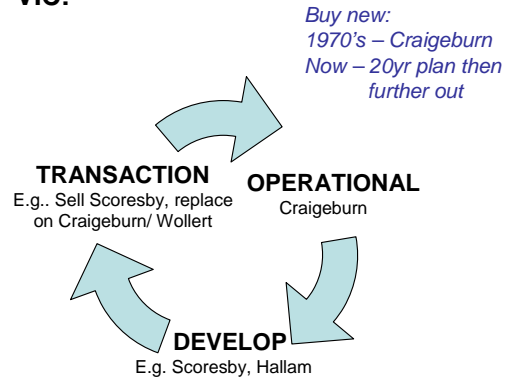 VIC:
Buy new:
1970's – Craigeburn
Now – 20yr plan then
further out
TRANSACTION
E.g.. Sell Scoresby, replace
on Craigeburn/ Wollert
OPERATIONAL
Craigeburn
DEVELOP
E.g. Scoresby, Hallam